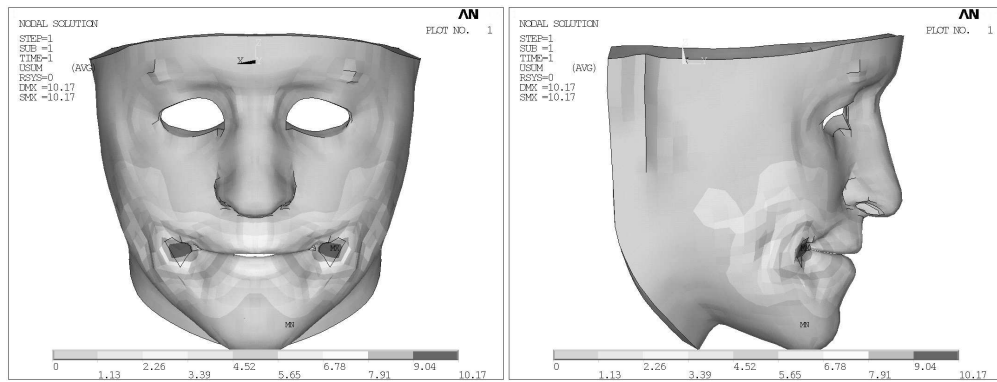 ΛN
NODAL SOLUTION
PLOT NO. 1
STEP=1
SUB =1
TIME=1
USUM (AVG)
RSYS=0
DMX =10.17
SMX =10.17
X
MX
MN
0 2.26 4.52 6.78 9.04
1.13 3.39 5.65 7.91 10.17
ΛN
NODAL SOLUTION
PLOT NO. 1
STEP=1
SUB =1
TIME=1
USUM (AVG)
RSYS=0
DMX =10.17
SMX =10.17
MN
0 2.26 4.52 6.78 9.04
1.13 3.39 5.65 7.91 10.17